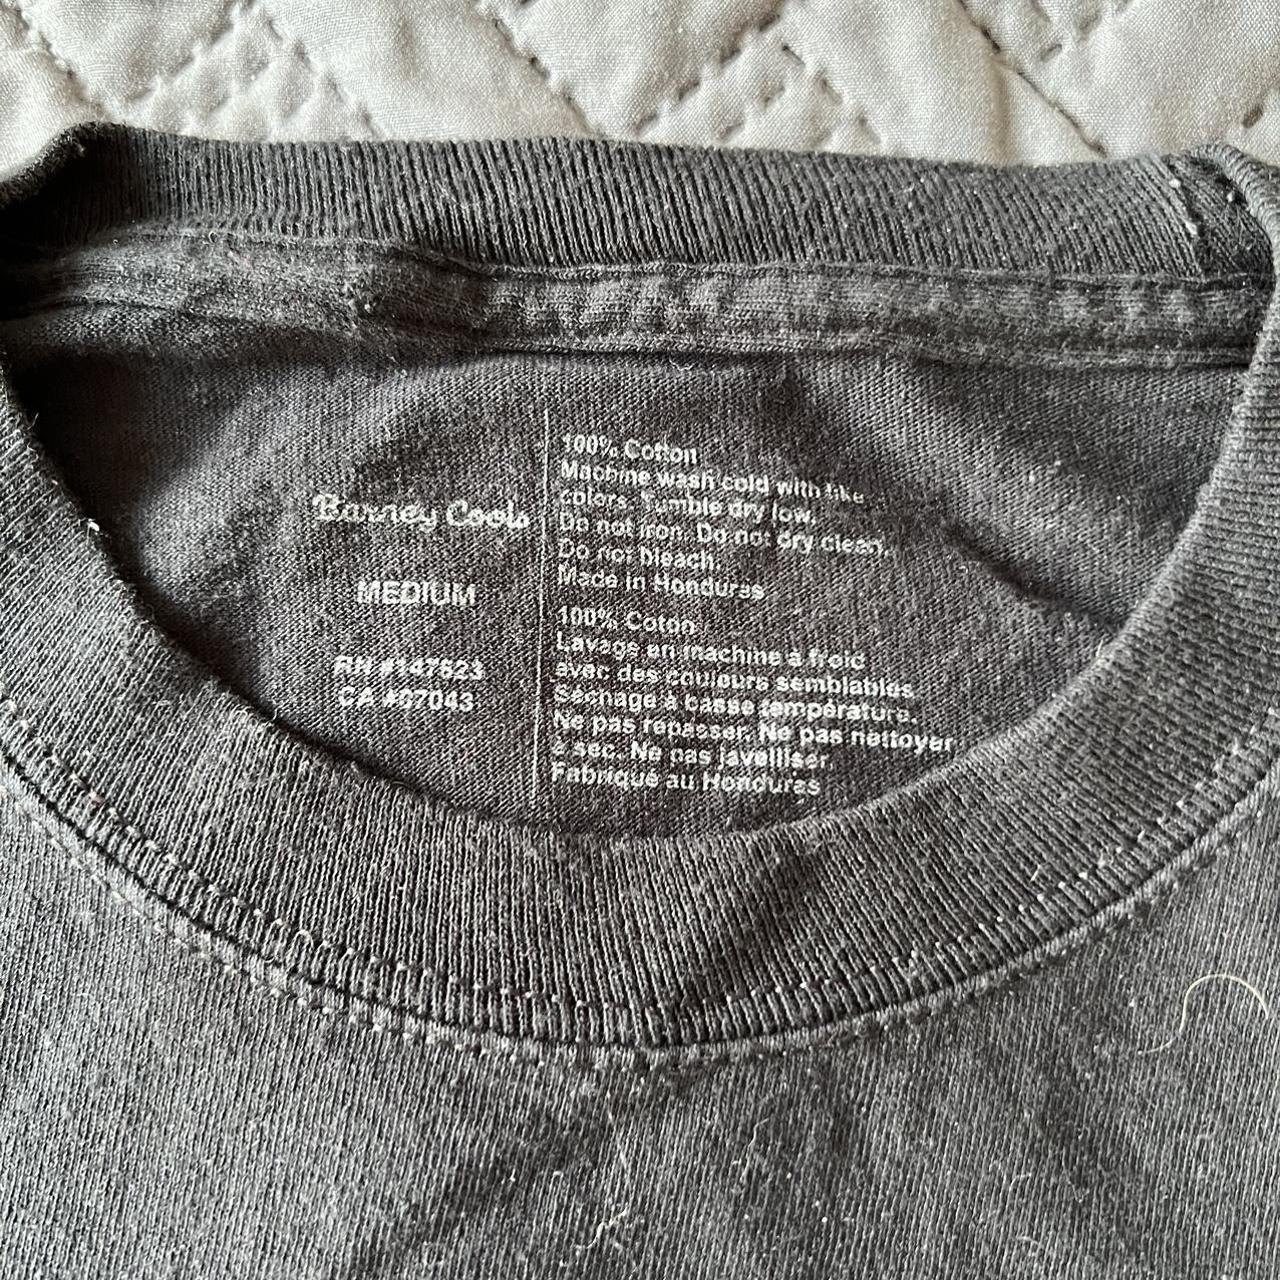 Barney Cools
MEDIUM
RN #147623
CA #07043
100% Cotton
Machine wash cold with like
colors. Tumble dry low.
Do not iron. Do not dry clean.
Do not bleach.
Made in Honduras
100% Coton
Lavage en machine à froid
avec des couleurs semblables.
Séchage à basse température.
Ne pas repasser. Ne pas nettoyer
à sec. Ne pas javelliser.
Fabriqué au Honduras